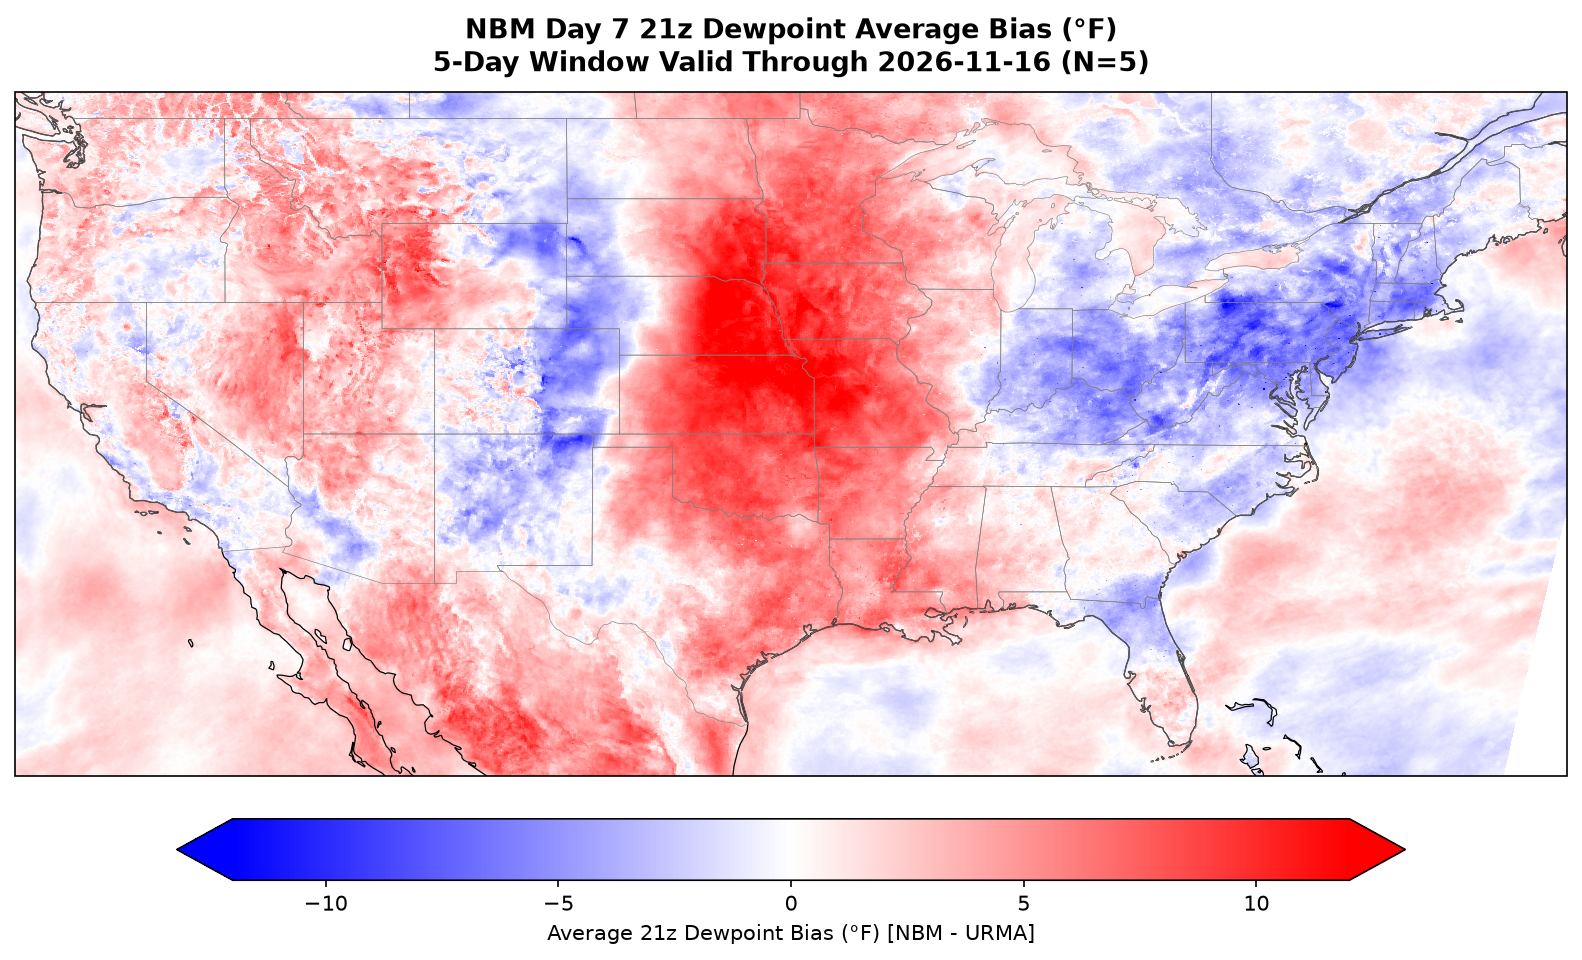 NBM Day 7 21z Dewpoint Average Bias (°F)
5-Day Window Valid Through 2026-11-16 (N=5)
−10 −5 0 5 10
Average 21z Dewpoint Bias (°F) [NBM - URMA]